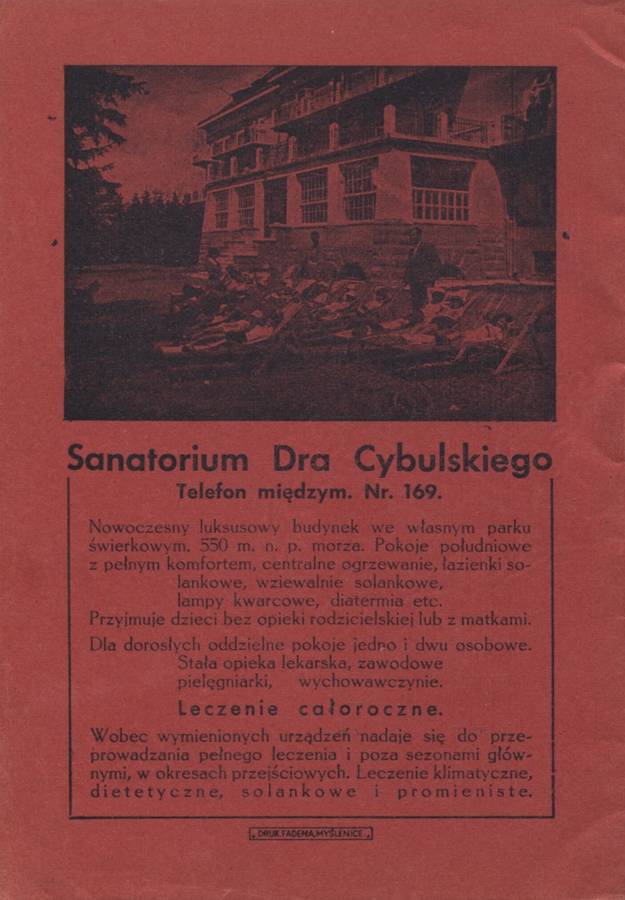 Sanatorium Dra Cybulskiego
Telefon międzym. Nr. 169.
Nowoczesny luksusowy budynek we własnym parku
świerkowym. 550 m. n. p. morza. Pokoje południowe
z pełnym komfortem, centralne ogrzewanie, łazienki so-
lankowe, wziewalnie solankowe,
lampy kwarcowe, diatermia etc.
Przyjmuje dzieci bez opieki rodzicielskiej lub z matkami.
Dla dorosłych oddzielne pokoje jedno i dwu osobowe.
Stała opieka lekarska, zawodowe
pielęgniarki, wychowawczynie.
Leczenie całoroczne.
Wobec wymienionych urządzeń nadaje się do prze-
prowadzania pełnego leczenia i poza sezonami głów-
nymi, w okresach przejściowych. Leczenie klimatyczne,
dietetyczne, solankowe i promieniste.
DRUK.FADENA,MYŚLENICE